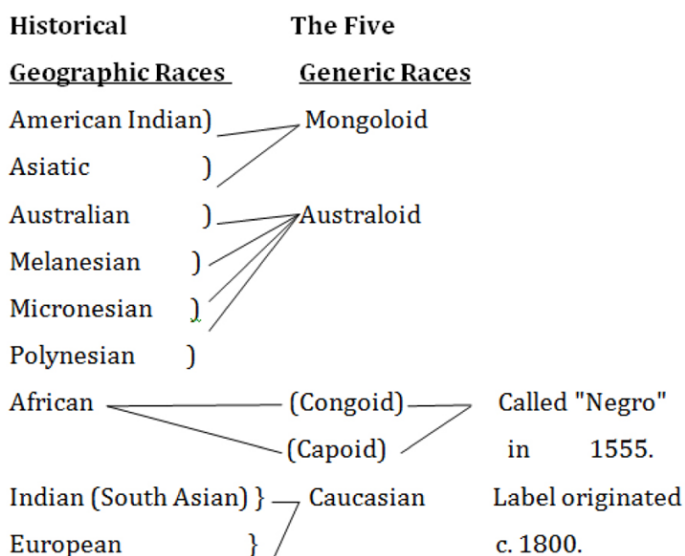 Historical The Five
Geographic Races Generic Races
American Indian) Mongoloid
Asiatic )
Australian ) Australoid
Melanesian )
Micronesian )
Polynesian )
African (Congoid) Called "Negro"
(Capoid) in 1555.
Indian (South Asian) } Caucasian Label originated
European } c. 1800.